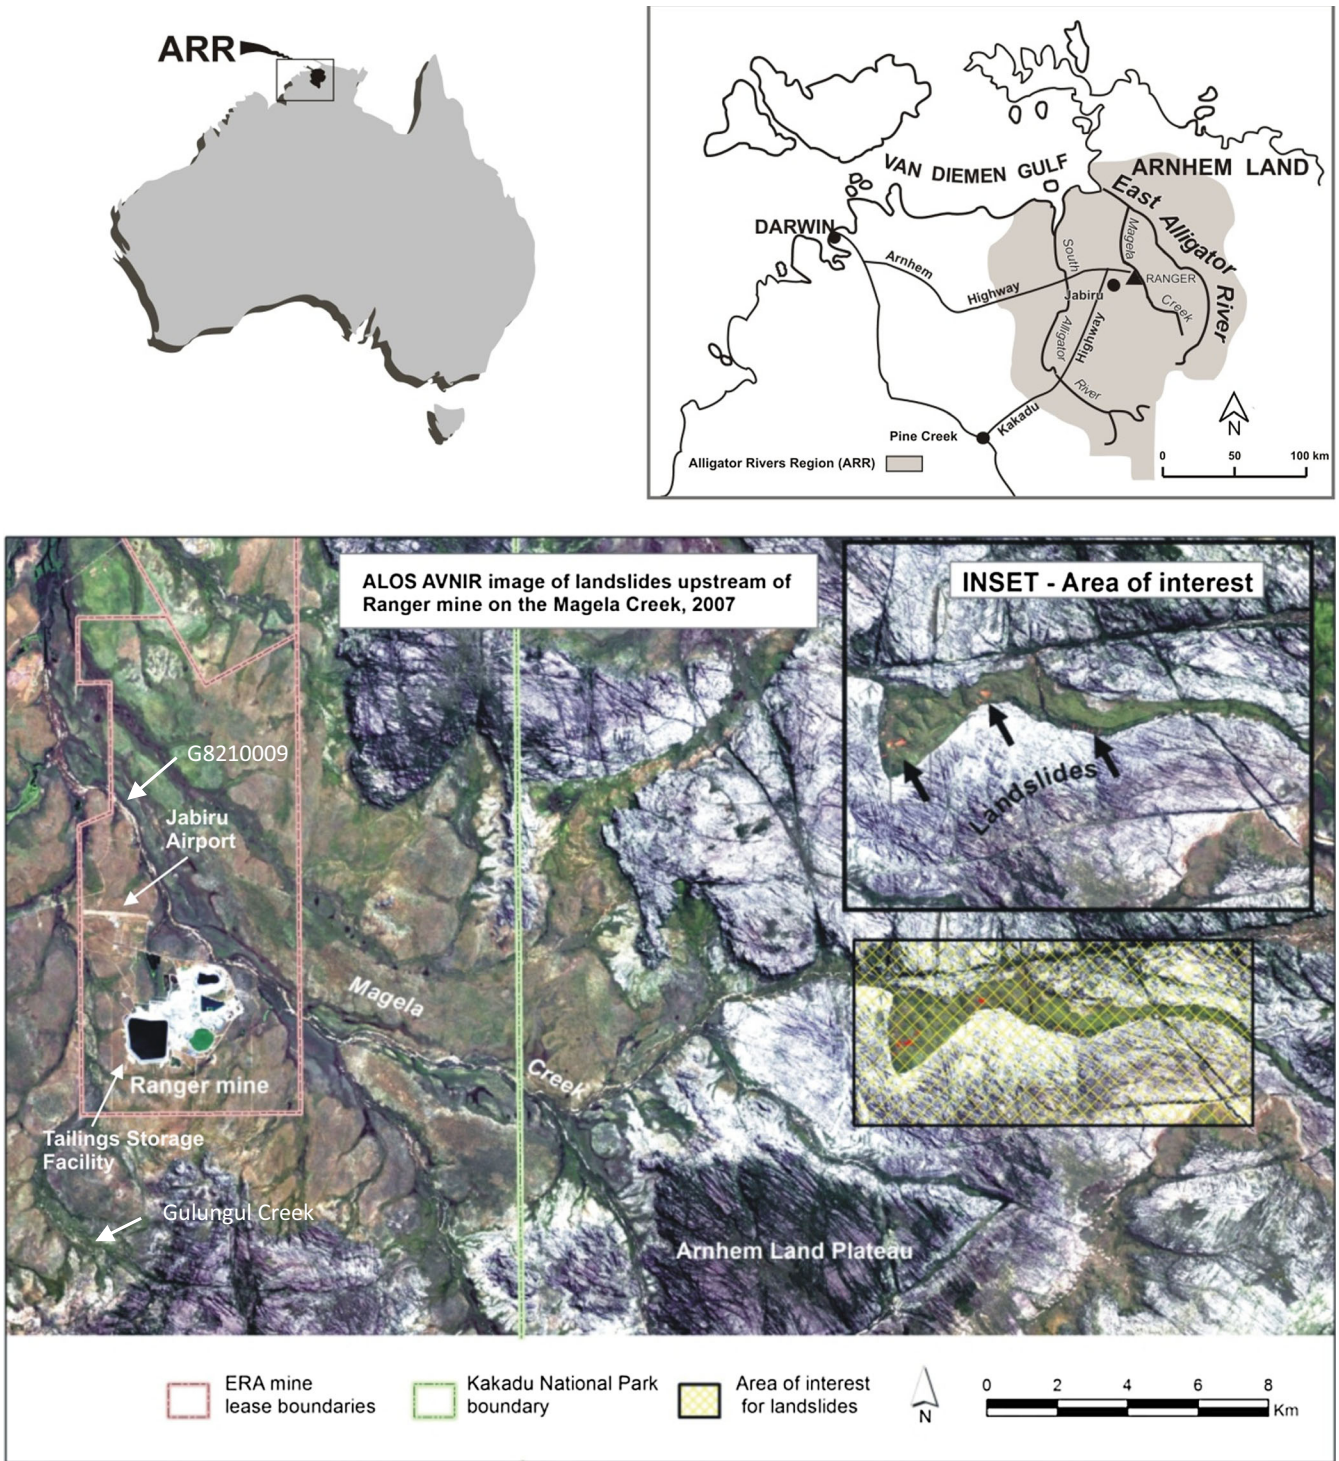 ARR
VAN DIEMEN GULF
ARNHEM LAND
East Alligator River
DARWIN
Arnhem
Highway
South
Alligator
River
Magela
Creek
RANGER
Jabiru
Highway
Kakadu
Pine Creek
Alligator Rivers Region (ARR)
N
0 50 100 km
ALOS AVNIR image of landslides upstream of
Ranger mine on the Magela Creek, 2007
INSET - Area of interest
Landslides
G8210009
Jabiru
Airport
Magela
Creek
Ranger mine
Tailings Storage
Facility
Gulungul Creek
Arnhem Land Plateau
ERA mine
lease boundaries
Kakadu National Park
boundary
Area of interest
for landslides
N
0 2 4 6 8
Km